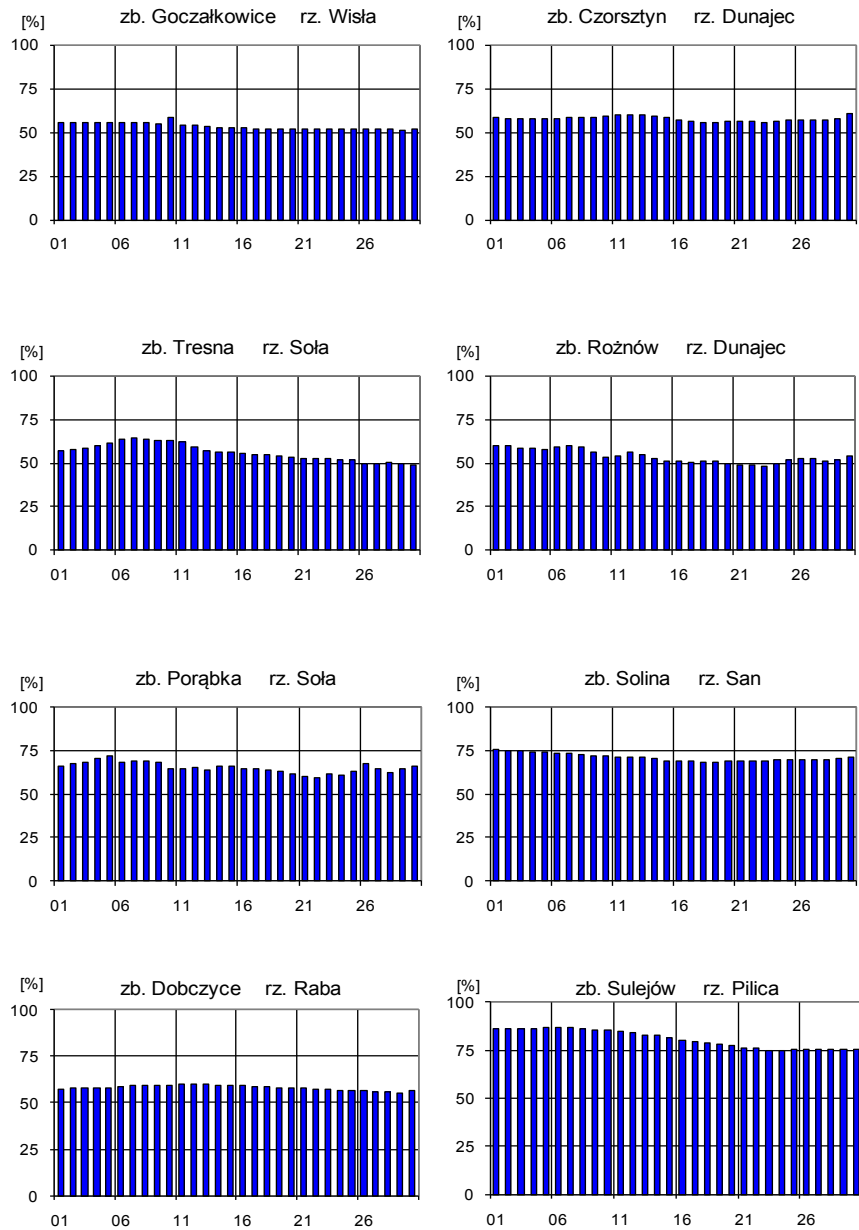 [%] zb. Goczałkowice rz. Wisła
100
75
50
25
0
01 06 11 16 21 26
zb. Czorsztyn rz. Dunajec
100
75
50
25
0
01 06 11 16 21 26
[%] zb. Tresna rz. Soła
100
75
50
25
0
01 06 11 16 21 26
[%] zb. Rożnów rz. Dunajec
100
75
50
25
0
01 06 11 16 21 26
[%] zb. Porąbka rz. Soła
100
75
50
25
0
01 06 11 16 21 26
[%] zb. Solina rz. San
100
75
50
25
0
01 06 11 16 21 26
[%] zb. Dobczyce rz. Raba
100
75
50
25
0
01 06 11 16 21 26
[%] zb. Sulejów rz. Pilica
100
75
50
25
0
01 06 11 16 21 26